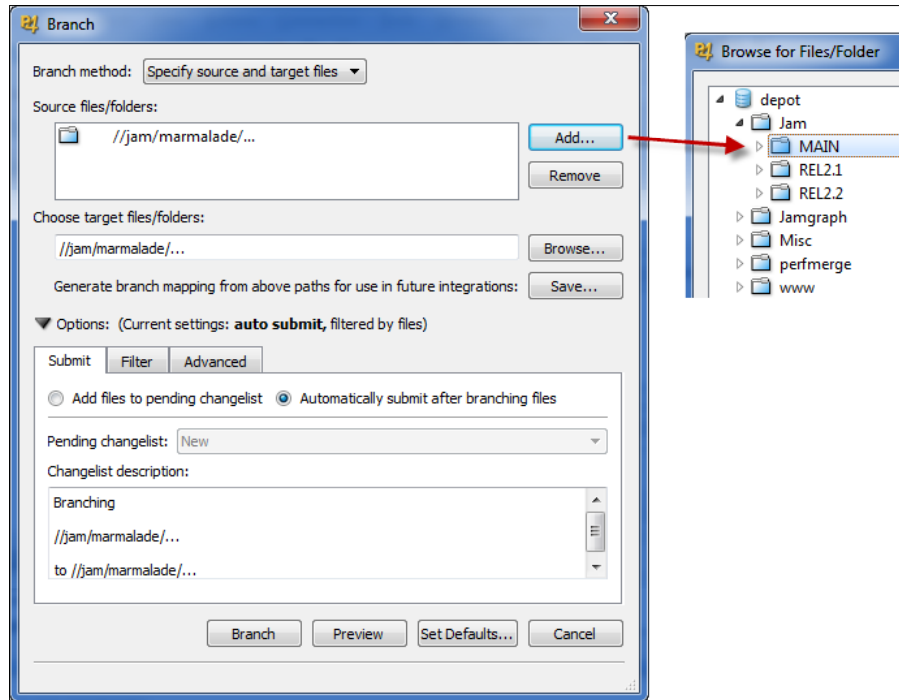 Branch
Branch method: Specify source and target files
Source files/folders:
//jam/marmalade/...
Add...
Remove
Choose target files/folders:
//jam/marmalade/...
Browse...
Generate branch mapping from above paths for use in future integrations: Save...
Options: (Current settings: auto submit, filtered by files)
Submit Filter Advanced
Add files to pending changelist Automatically submit after branching files
Pending changelist: New
Changelist description:
Branching
//jam/marmalade/...
to //jam/marmalade/...
Branch Preview Set Defaults... Cancel
Browse for Files/Folder
depot
Jam
MAIN
REL2.1
REL2.2
Jamgraph
Misc
perfmerge
www